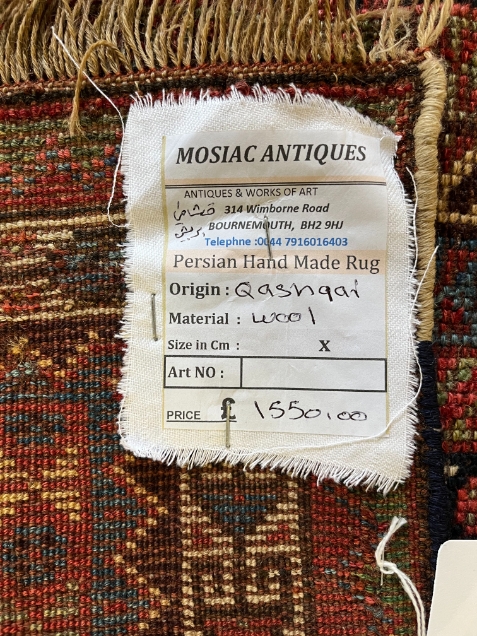 MOSIAC ANTIQUES
ANTIQUES & WORKS OF ART
314 Wimborne Road
BOURNEMOUTH, BH2 9HJ
Telephne :0044 7916016403
Persian Hand Made Rug
Origin : Qashqai
Material : wool
Size in Cm : X
Art NO :
PRICE £ 1550.00